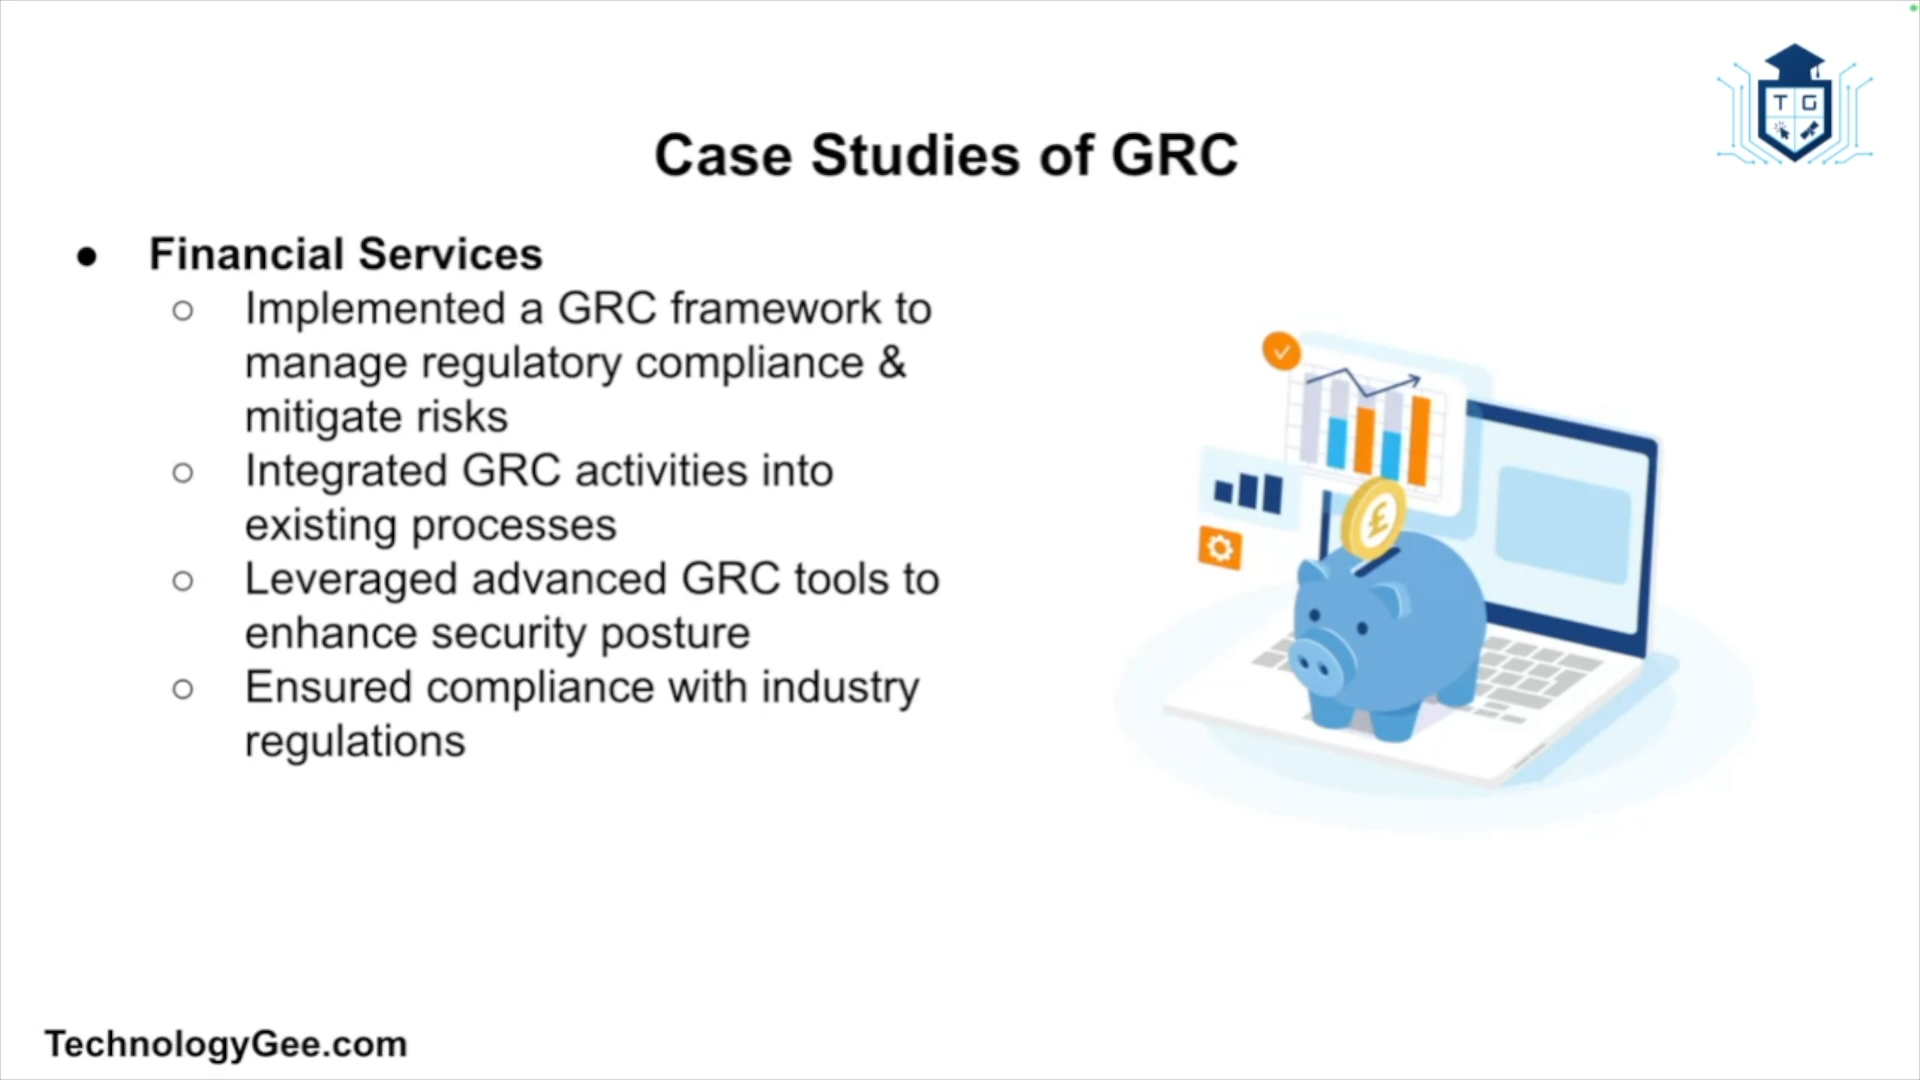 T G
Case Studies of GRC
● Financial Services
○ Implemented a GRC framework to
manage regulatory compliance &
mitigate risks
○ Integrated GRC activities into
existing processes
○ Leveraged advanced GRC tools to
enhance security posture
○ Ensured compliance with industry
regulations
£
TechnologyGee.com